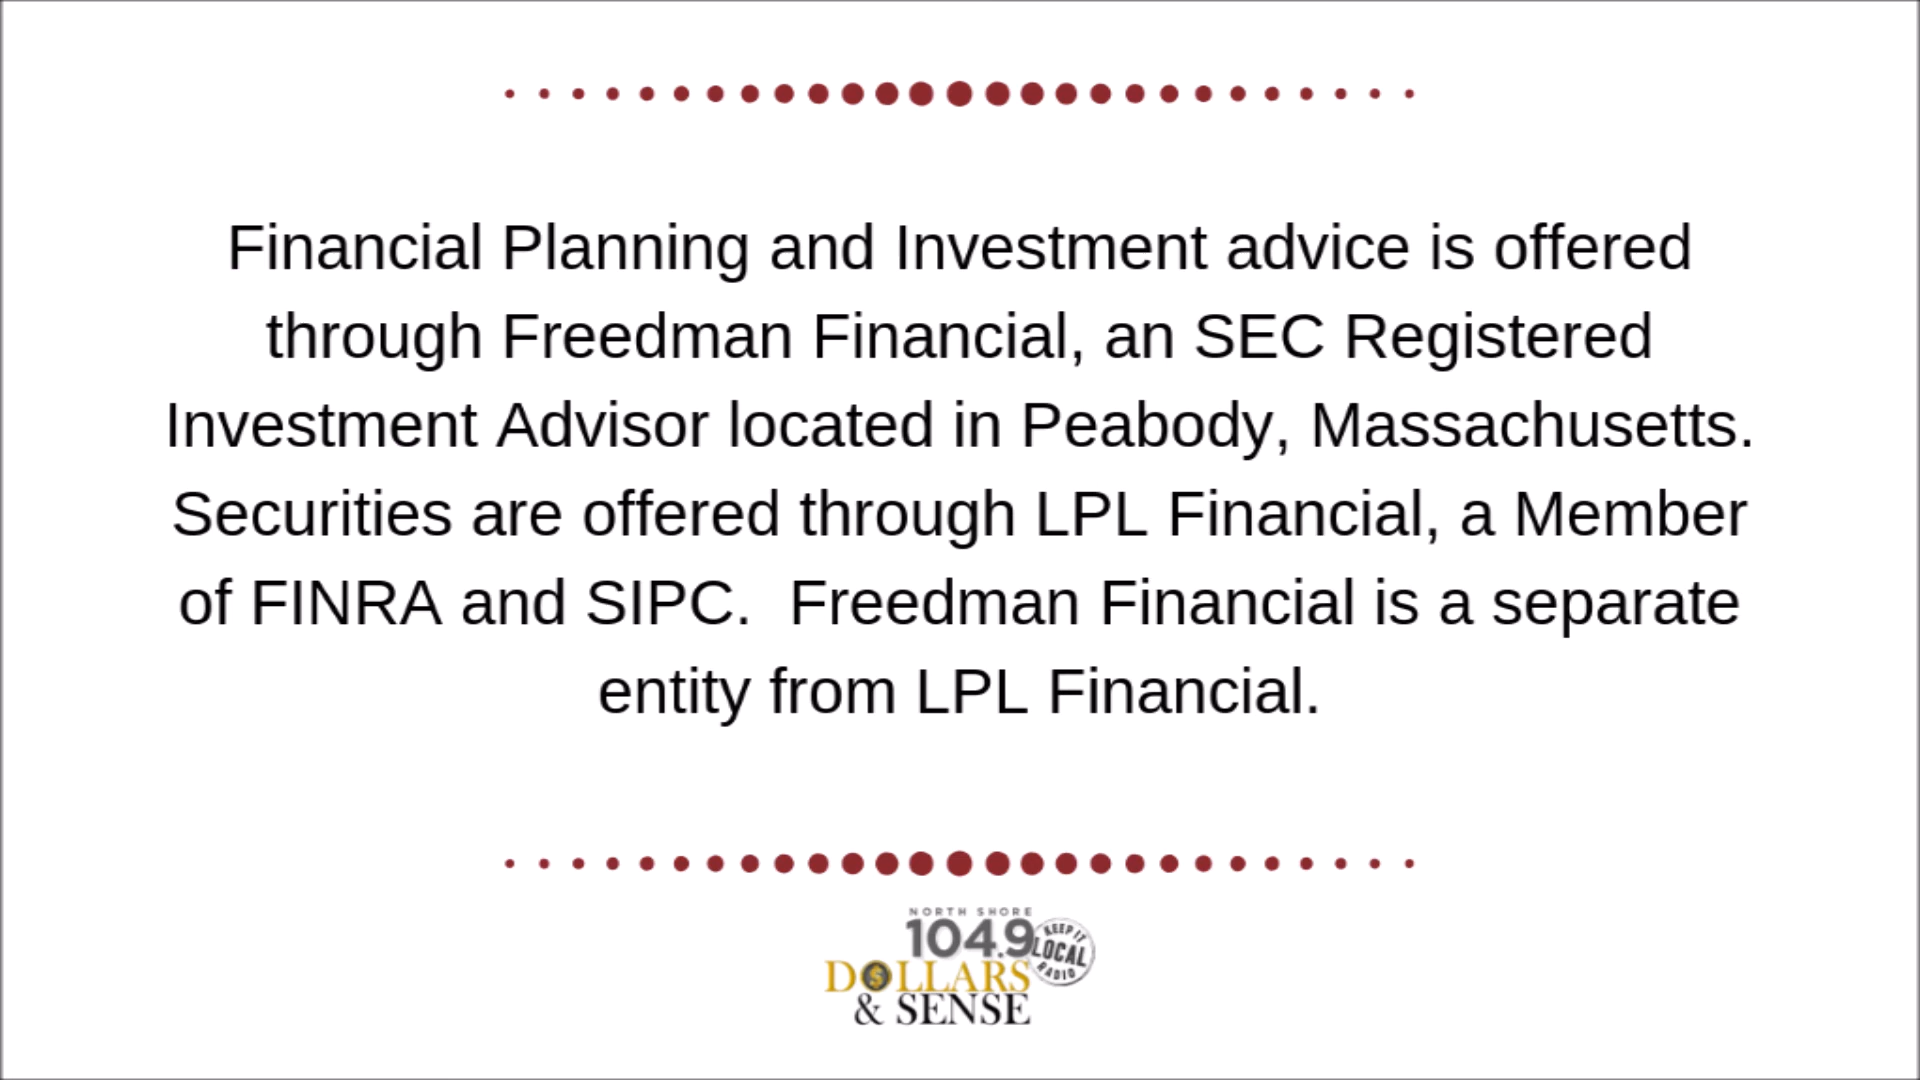 Financial Planning and Investment advice is offered
through Freedman Financial, an SEC Registered
Investment Advisor located in Peabody, Massachusetts.
Securities are offered through LPL Financial, a Member
of FINRA and SIPC.  Freedman Financial is a separate
entity from LPL Financial.
NORTH SHORE
104.9
KEEP IT
LOCAL
RADIO
DOLLARS
& SENSE